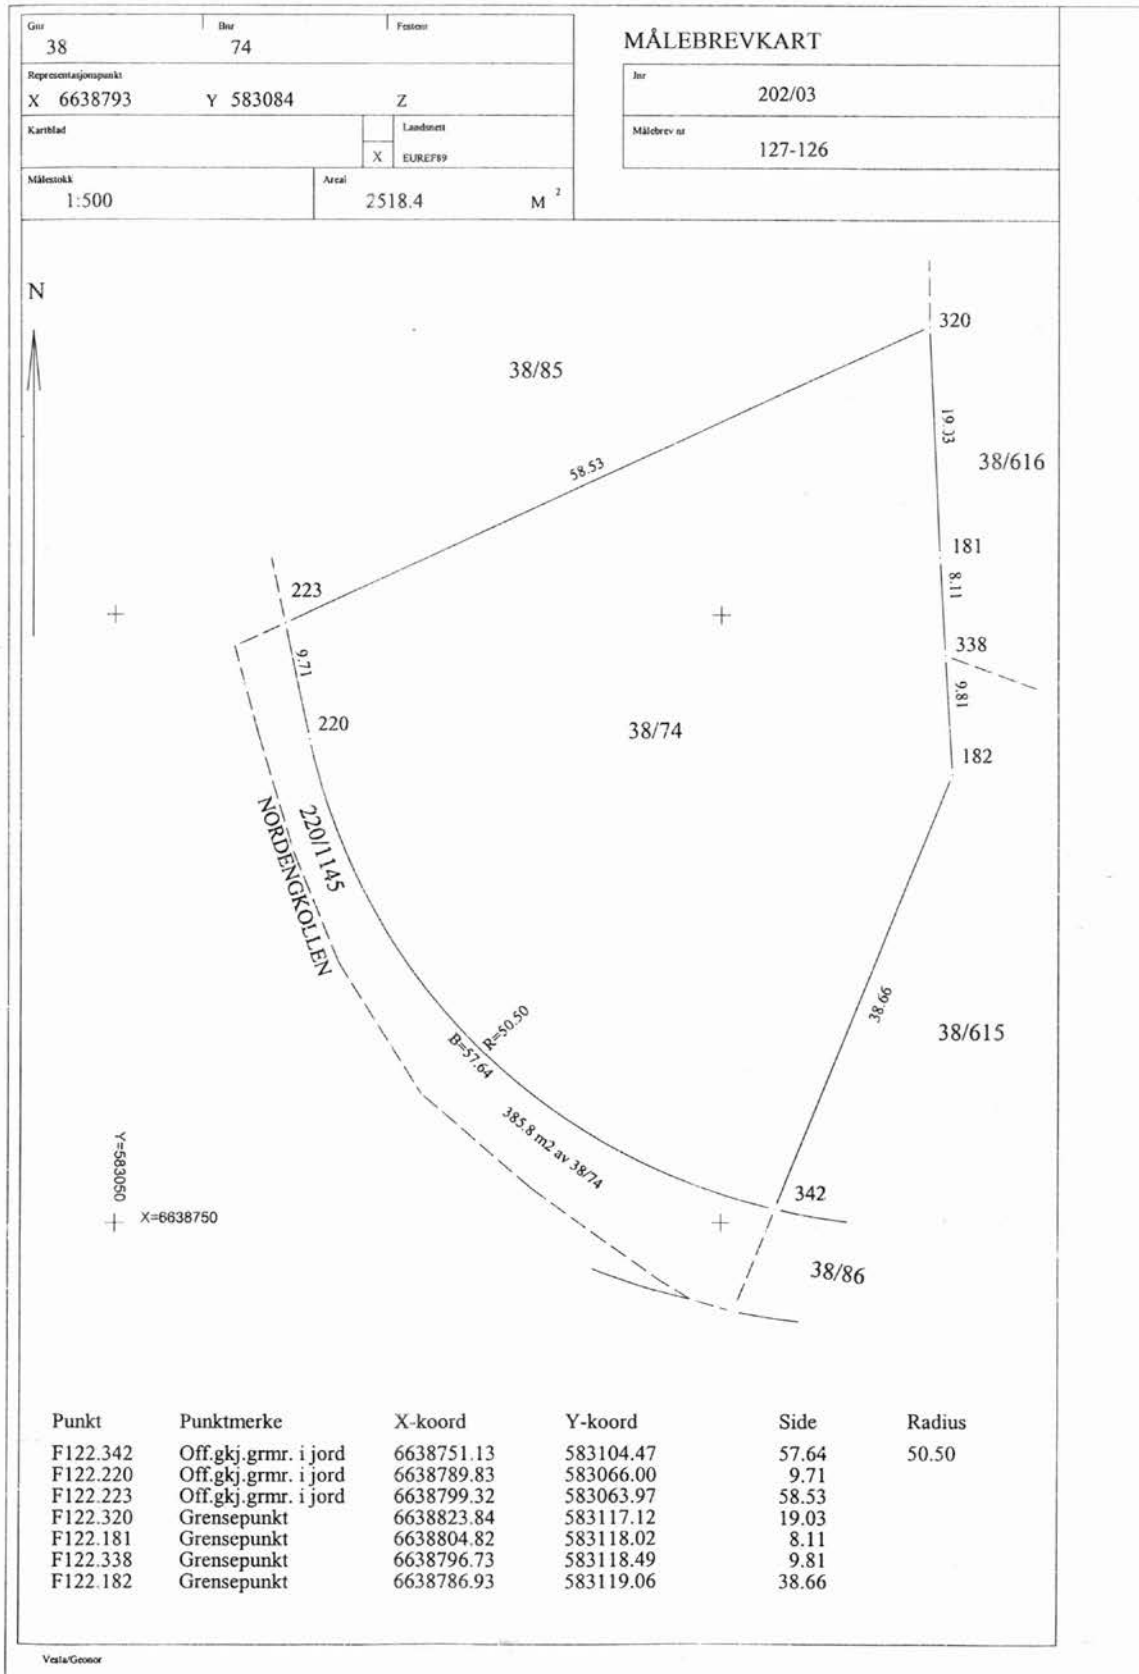 Gnr Bnr Festenr
38 74
Representasjonspunkt
X 6638793 Y 583084 Z
Kartblad Landsnett
X EUREF89
Målestokk Areal
1:500 2518.4 M 2
MÅLEBREVKART
Jnr
202/03
Målebrev nr
127-126
N
320
38/85
19.03
38/616
58.53
181
223
8.11
338
9.71
9.81
220
38/74
182
220/1145
NORDENGKOLLEN
R=50.50
B=57.64
38.66
38/615
385.8 m2 av 38/74
Y=583050
342
X=6638750
38/86
Punkt Punktmerke X-koord Y-koord Side Radius
F122.342 Off.gkj.grmr. i jord 6638751.13 583104.47 57.64 50.50
F122.220 Off.gkj.grmr. i jord 6638789.83 583066.00 9.71
F122.223 Off.gkj.grmr. i jord 6638799.32 583063.97 58.53
F122.320 Grensepunkt 6638823.84 583117.12 19.03
F122.181 Grensepunkt 6638804.82 583118.02 8.11
F122.338 Grensepunkt 6638796.73 583118.49 9.81
F122.182 Grensepunkt 6638786.93 583119.06 38.66
Vesta/Geonor